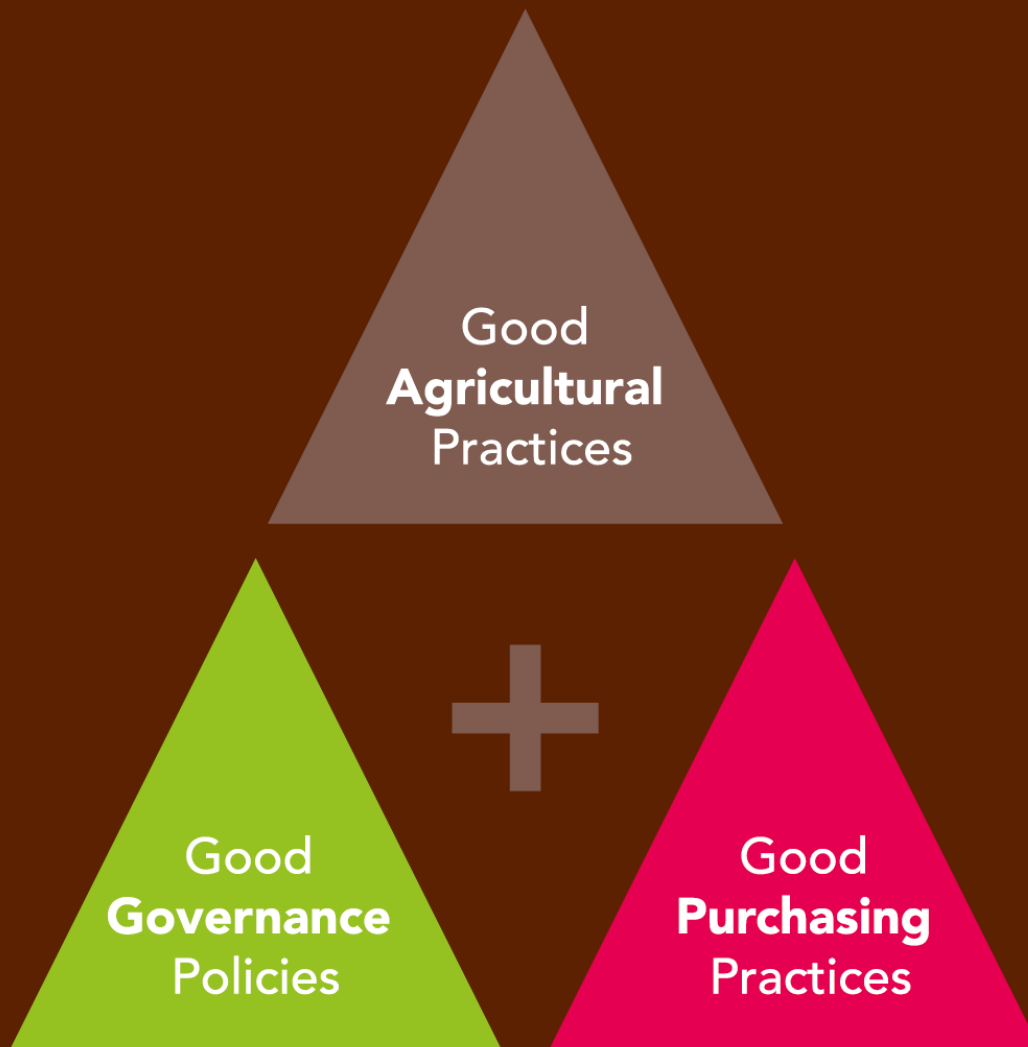 Good
Agricultural
Practices
Good
Governance
Policies
Good
Purchasing
Practices